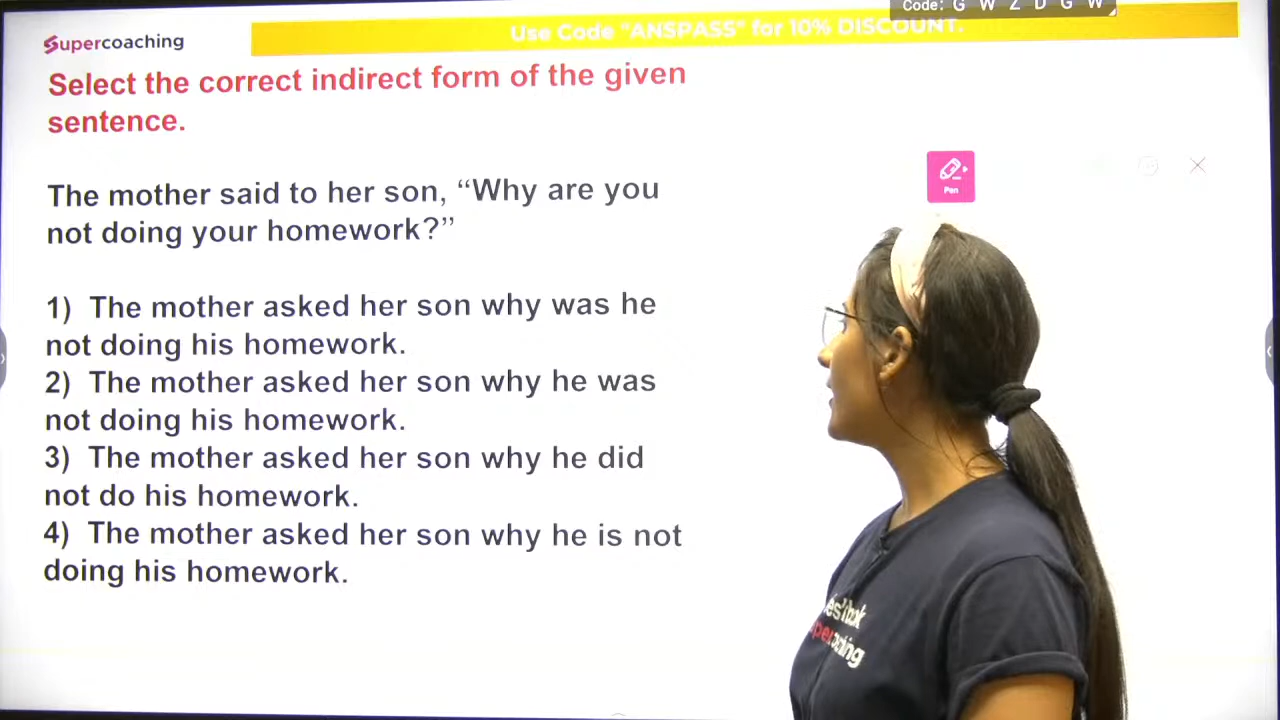 Code: G W Z D G W
Supercoaching
Use Code "ANSPASS" for 10% DISCOUNT.
Select the correct indirect form of the given
sentence.
Pen
The mother said to her son, “Why are you
not doing your homework?”
1) The mother asked her son why was he
not doing his homework.
2) The mother asked her son why he was
not doing his homework.
3) The mother asked her son why he did
not do his homework.
4) The mother asked her son why he is not
doing his homework.